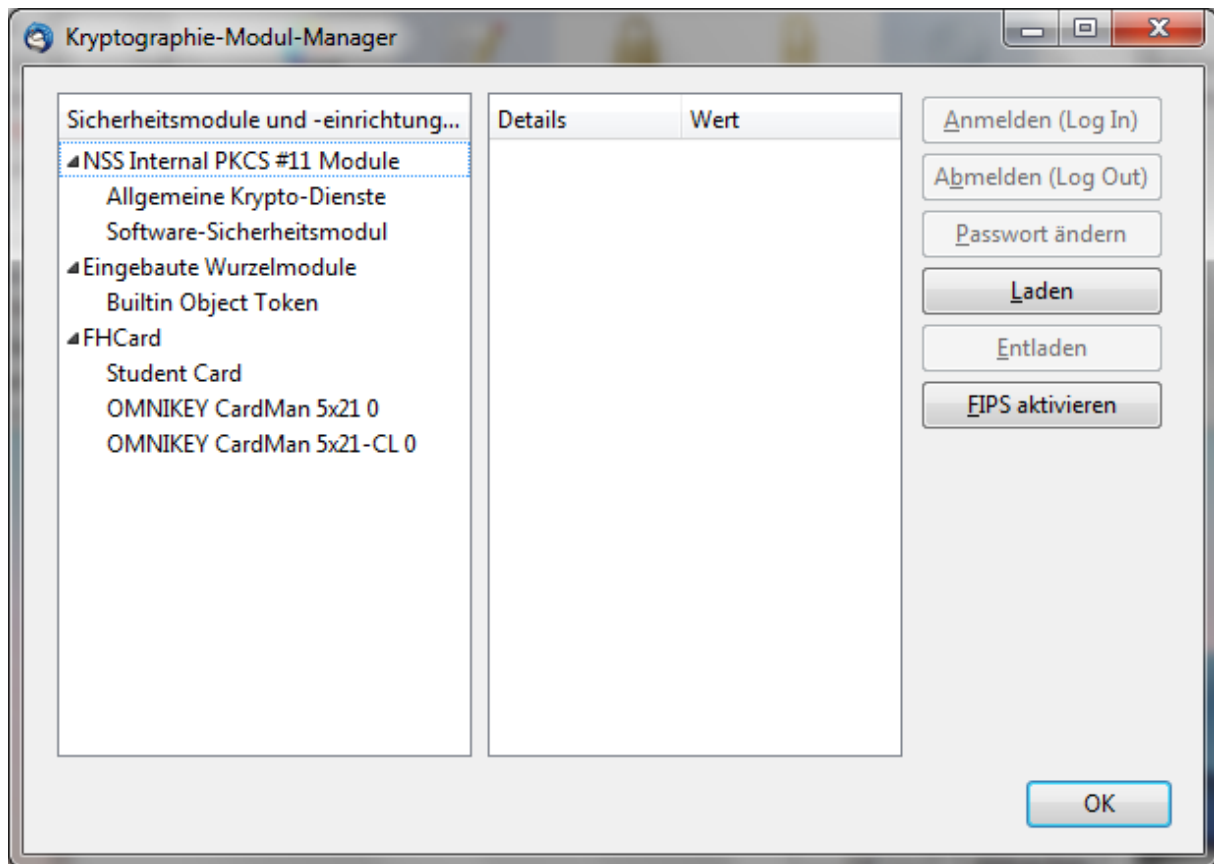 Kryptographie-Modul-Manager
Sicherheitsmodule und -einrichtung...
NSS Internal PKCS #11 Module
Allgemeine Krypto-Dienste
Software-Sicherheitsmodul
Eingebaute Wurzelmodule
Builtin Object Token
FHCard
Student Card
OMNIKEY CardMan 5x21 0
OMNIKEY CardMan 5x21-CL 0
Details Wert
Anmelden (Log In)
Abmelden (Log Out)
Passwort ändern
Laden
Entladen
FIPS aktivieren
OK